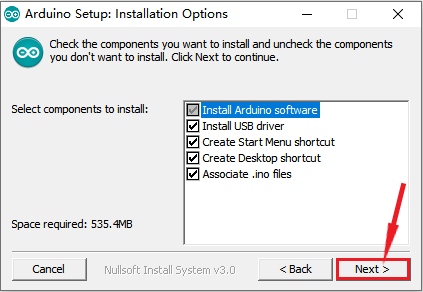 Arduino Setup: Installation Options
Check the components you want to install and uncheck the components
you don't want to install. Click Next to continue.
Select components to install:
Install Arduino software
Install USB driver
Create Start Menu shortcut
Create Desktop shortcut
Associate .ino files
Space required: 535.4MB
Cancel
Nullsoft Install System v3.0
< Back
Next >